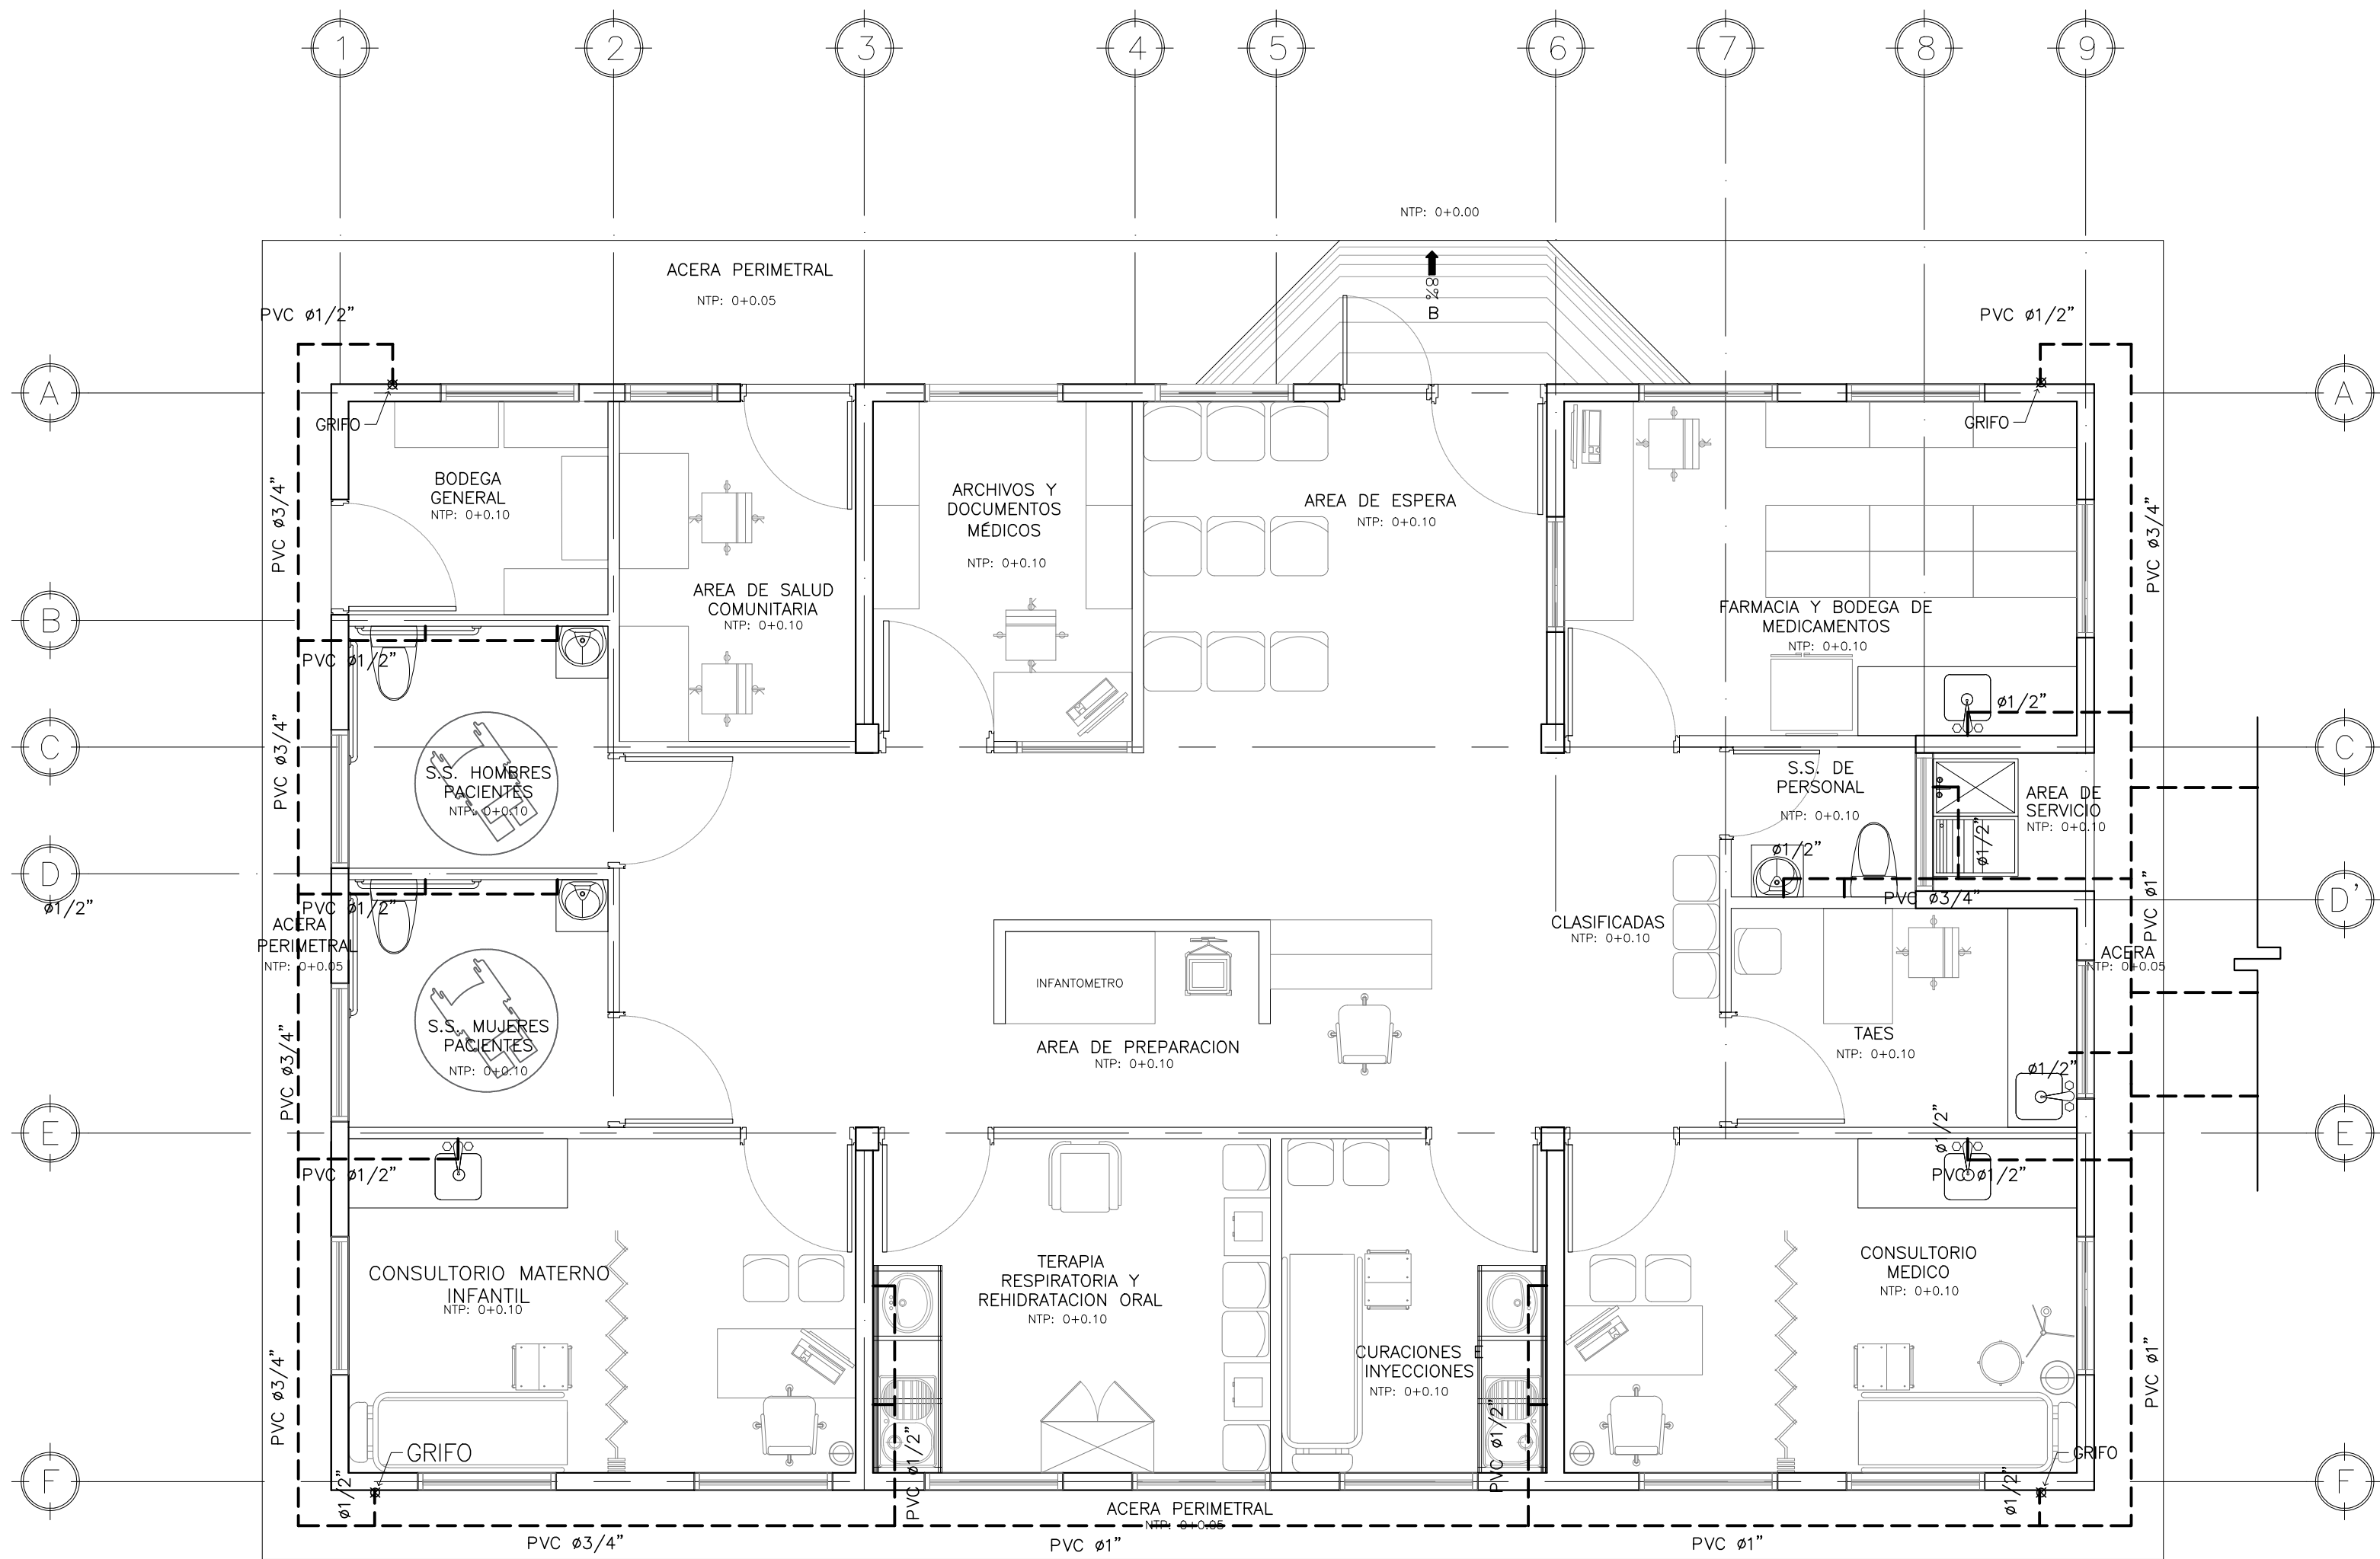 1
2
3
4
5
6
7
8
9
NTP: 0+0.00
ACERA PERIMETRAL
NTP: 0+0.05
8%
B
PVC ø1/2"
PVC ø1/2"
A
A
GRIFO
GRIFO
BODEGA
GENERAL
NTP: 0+0.10
ARCHIVOS Y
DOCUMENTOS
MÉDICOS
NTP: 0+0.10
AREA DE ESPERA
NTP: 0+0.10
PVC ø3/4"
PVC ø3/4"
AREA DE SALUD
COMUNITARIA
NTP: 0+0.10
FARMACIA Y BODEGA DE
MEDICAMENTOS
NTP: 0+0.10
B
PVC ø1/2"
ø1/2"
C
C
PVC ø3/4"
S.S. HOMBRES
PACIENTES
NTP: 0+0.10
S.S. DE
PERSONAL
NTP: 0+0.10
AREA DE
SERVICIO
NTP: 0+0.10
ø1/2"
ø1/2"
D
ø1/2"
PVC ø1/2"
PVC ø3/4"
D'
ACERA
PERIMETRAL
NTP: 0+0.05
CLASIFICADAS
NTP: 0+0.10
PVC ø1"
ACERA
NTP: 0+0.05
INFANTOMETRO
S.S. MUJERES
PACIENTES
NTP: 0+0.10
AREA DE PREPARACION
NTP: 0+0.10
TAES
NTP: 0+0.10
PVC ø3/4"
ø1/2"
E
E
ø1/2"
PVC ø1/2"
PVC ø1/2"
CONSULTORIO MATERNO
INFANTIL
NTP: 0+0.10
TERAPIA
RESPIRATORIA Y
REHIDRATACION ORAL
NTP: 0+0.10
CONSULTORIO
MEDICO
NTP: 0+0.10
CURACIONES E
INYECCIONES
NTP: 0+0.10
PVC ø3/4"
PVC ø1"
GRIFO
GRIFO
F
F
ø1/2"
PVC ø1/2"
PVC ø1/2"
ø1/2"
ACERA PERIMETRAL
NTP: 0+0.05
PVC ø3/4"
PVC ø1"
PVC ø1"